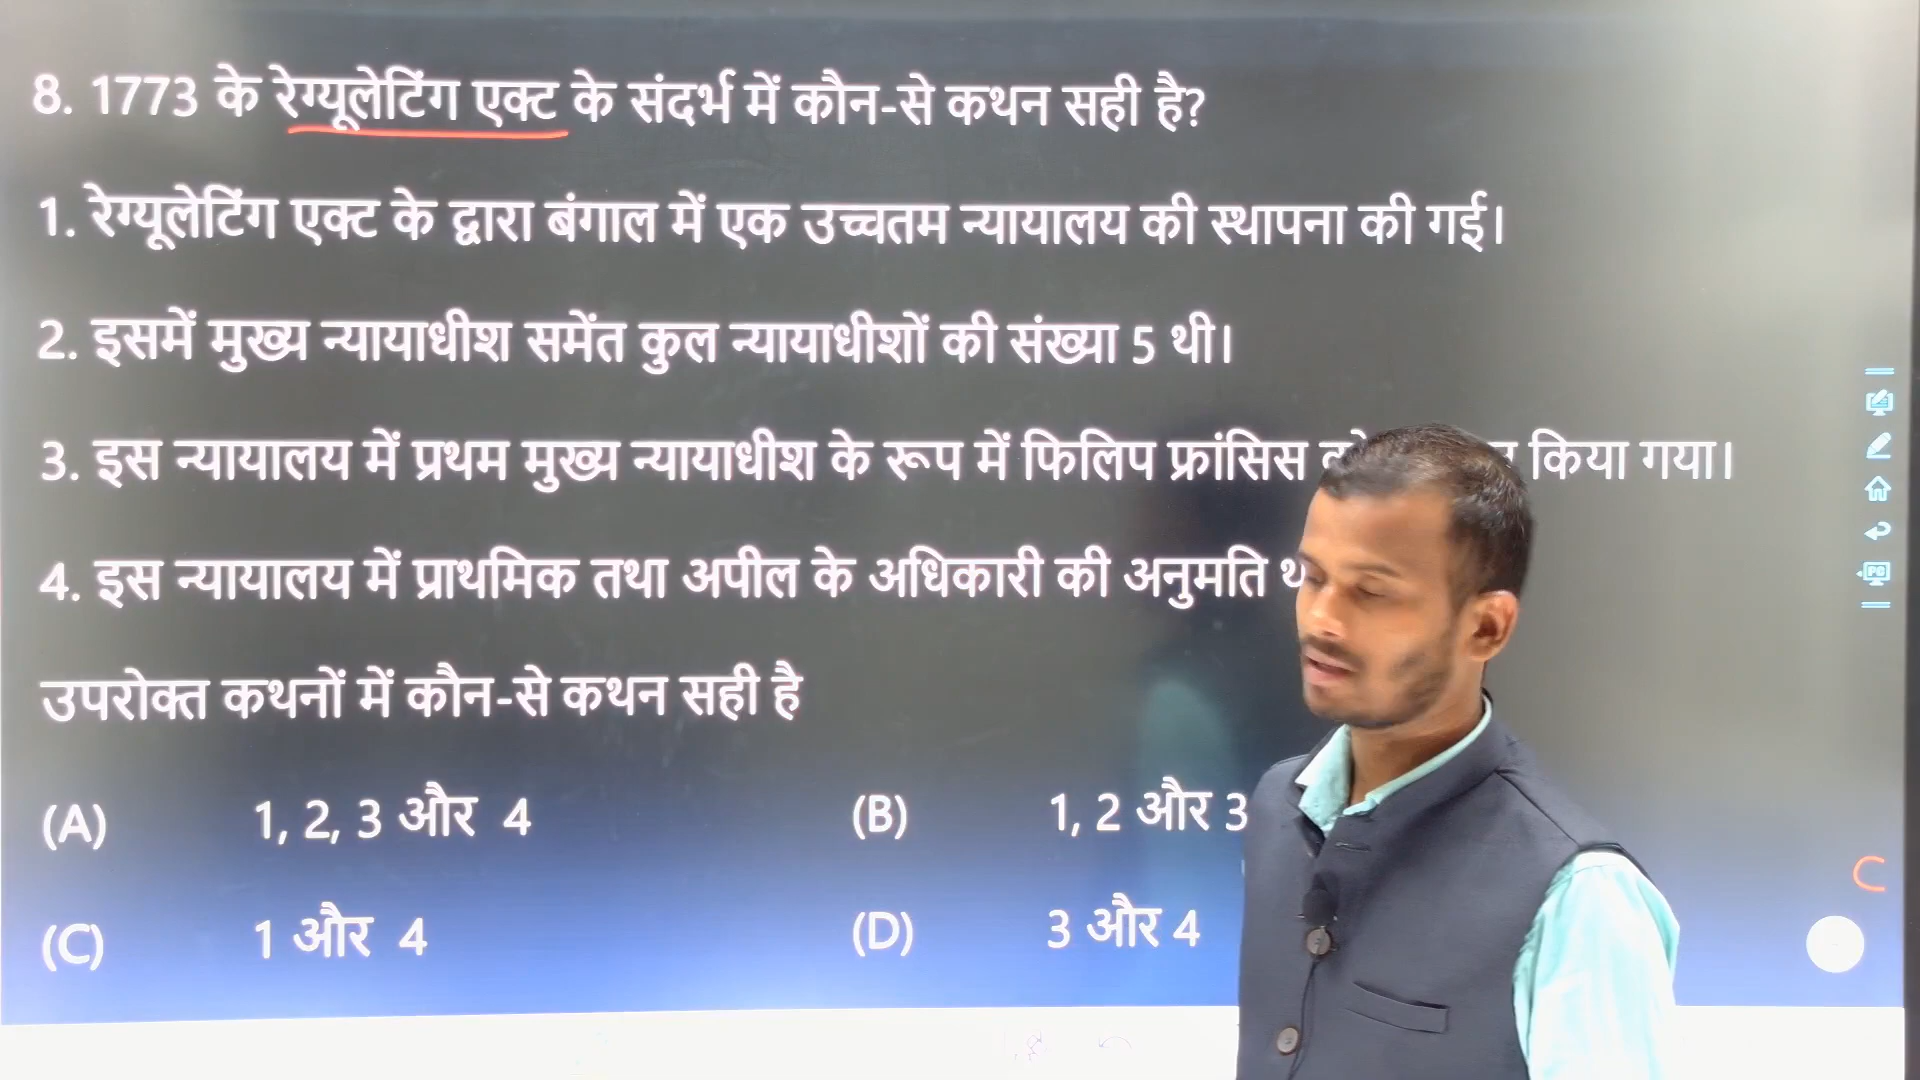 8. 1773 के रेग्यूलेटिंग एक्ट के संदर्भ में कौन-से कथन सही है?
1. रेग्यूलेटिंग एक्ट के द्वारा बंगाल में एक उच्चतम न्यायालय की स्थापना की गई।
2. इसमें मुख्य न्यायाधीश समेंत कुल न्यायाधीशों की संख्या 5 थी।
3. इस न्यायालय में प्रथम मुख्य न्यायाधीश के रूप में फिलिप फ्रांसिस किया गया।
4. इस न्यायालय में प्राथमिक तथा अपील के अधिकारी की अनुमति
उपरोक्त कथनों में कौन-से कथन सही है
(A) 1, 2, 3 और 4 (B) 1, 2 और 3
(C) 1 और 4 (D) 3 और 4
PC